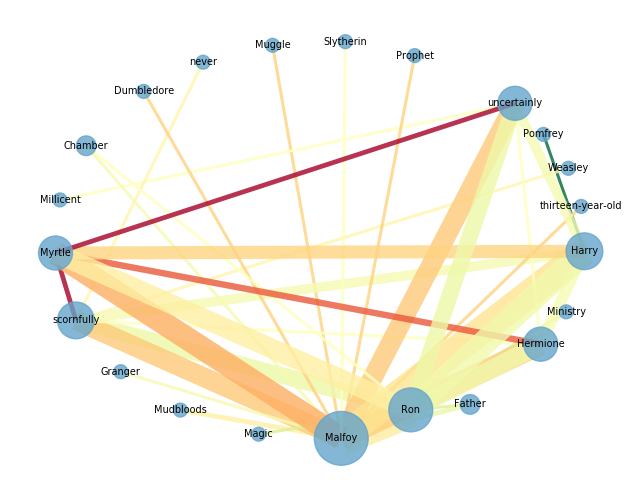 Slytherin
Muggle
Prophet
never
Dumbledore
uncertainly
Pomfrey
Chamber
Weasley
Millicent
thirteen-year-old
Myrtle
Harry
Ministry
scornfully
Hermione
Granger
Father
Mudbloods
Ron
Magic
Malfoy